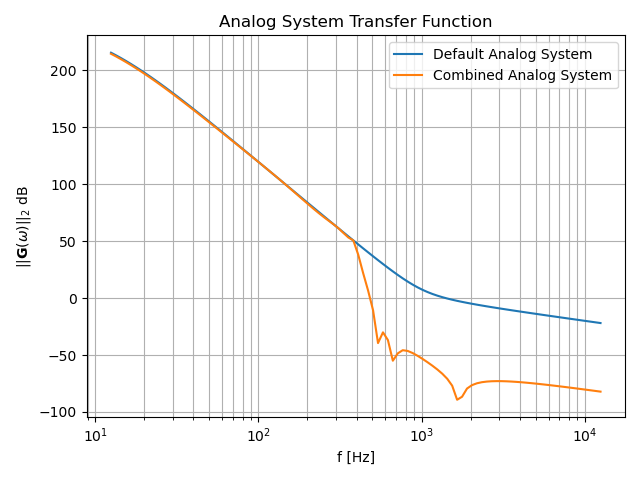 Analog System Transfer Function
Default Analog System
Combined Analog System
||G(ω)||₂ dB
200
150
100
50
0
−50
−100
10¹
10²
10³
10⁴
f [Hz]